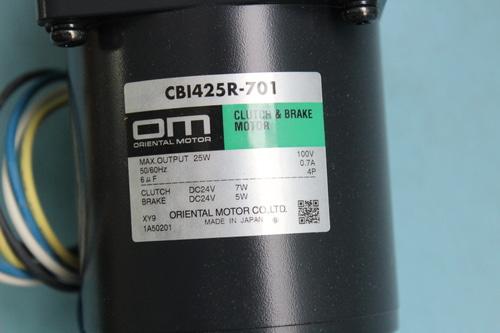 CBI425R-701
OM
ORIENTAL MOTOR
CLUTCH & BRAKE
MOTOR
MAX.OUTPUT 25W 100V
50/60Hz 0.7A
6μF 4P
CLUTCH DC24V 7W
BRAKE DC24V 5W
XY9 ORIENTAL MOTOR CO.,LTD.
1A50201 MADE IN JAPAN